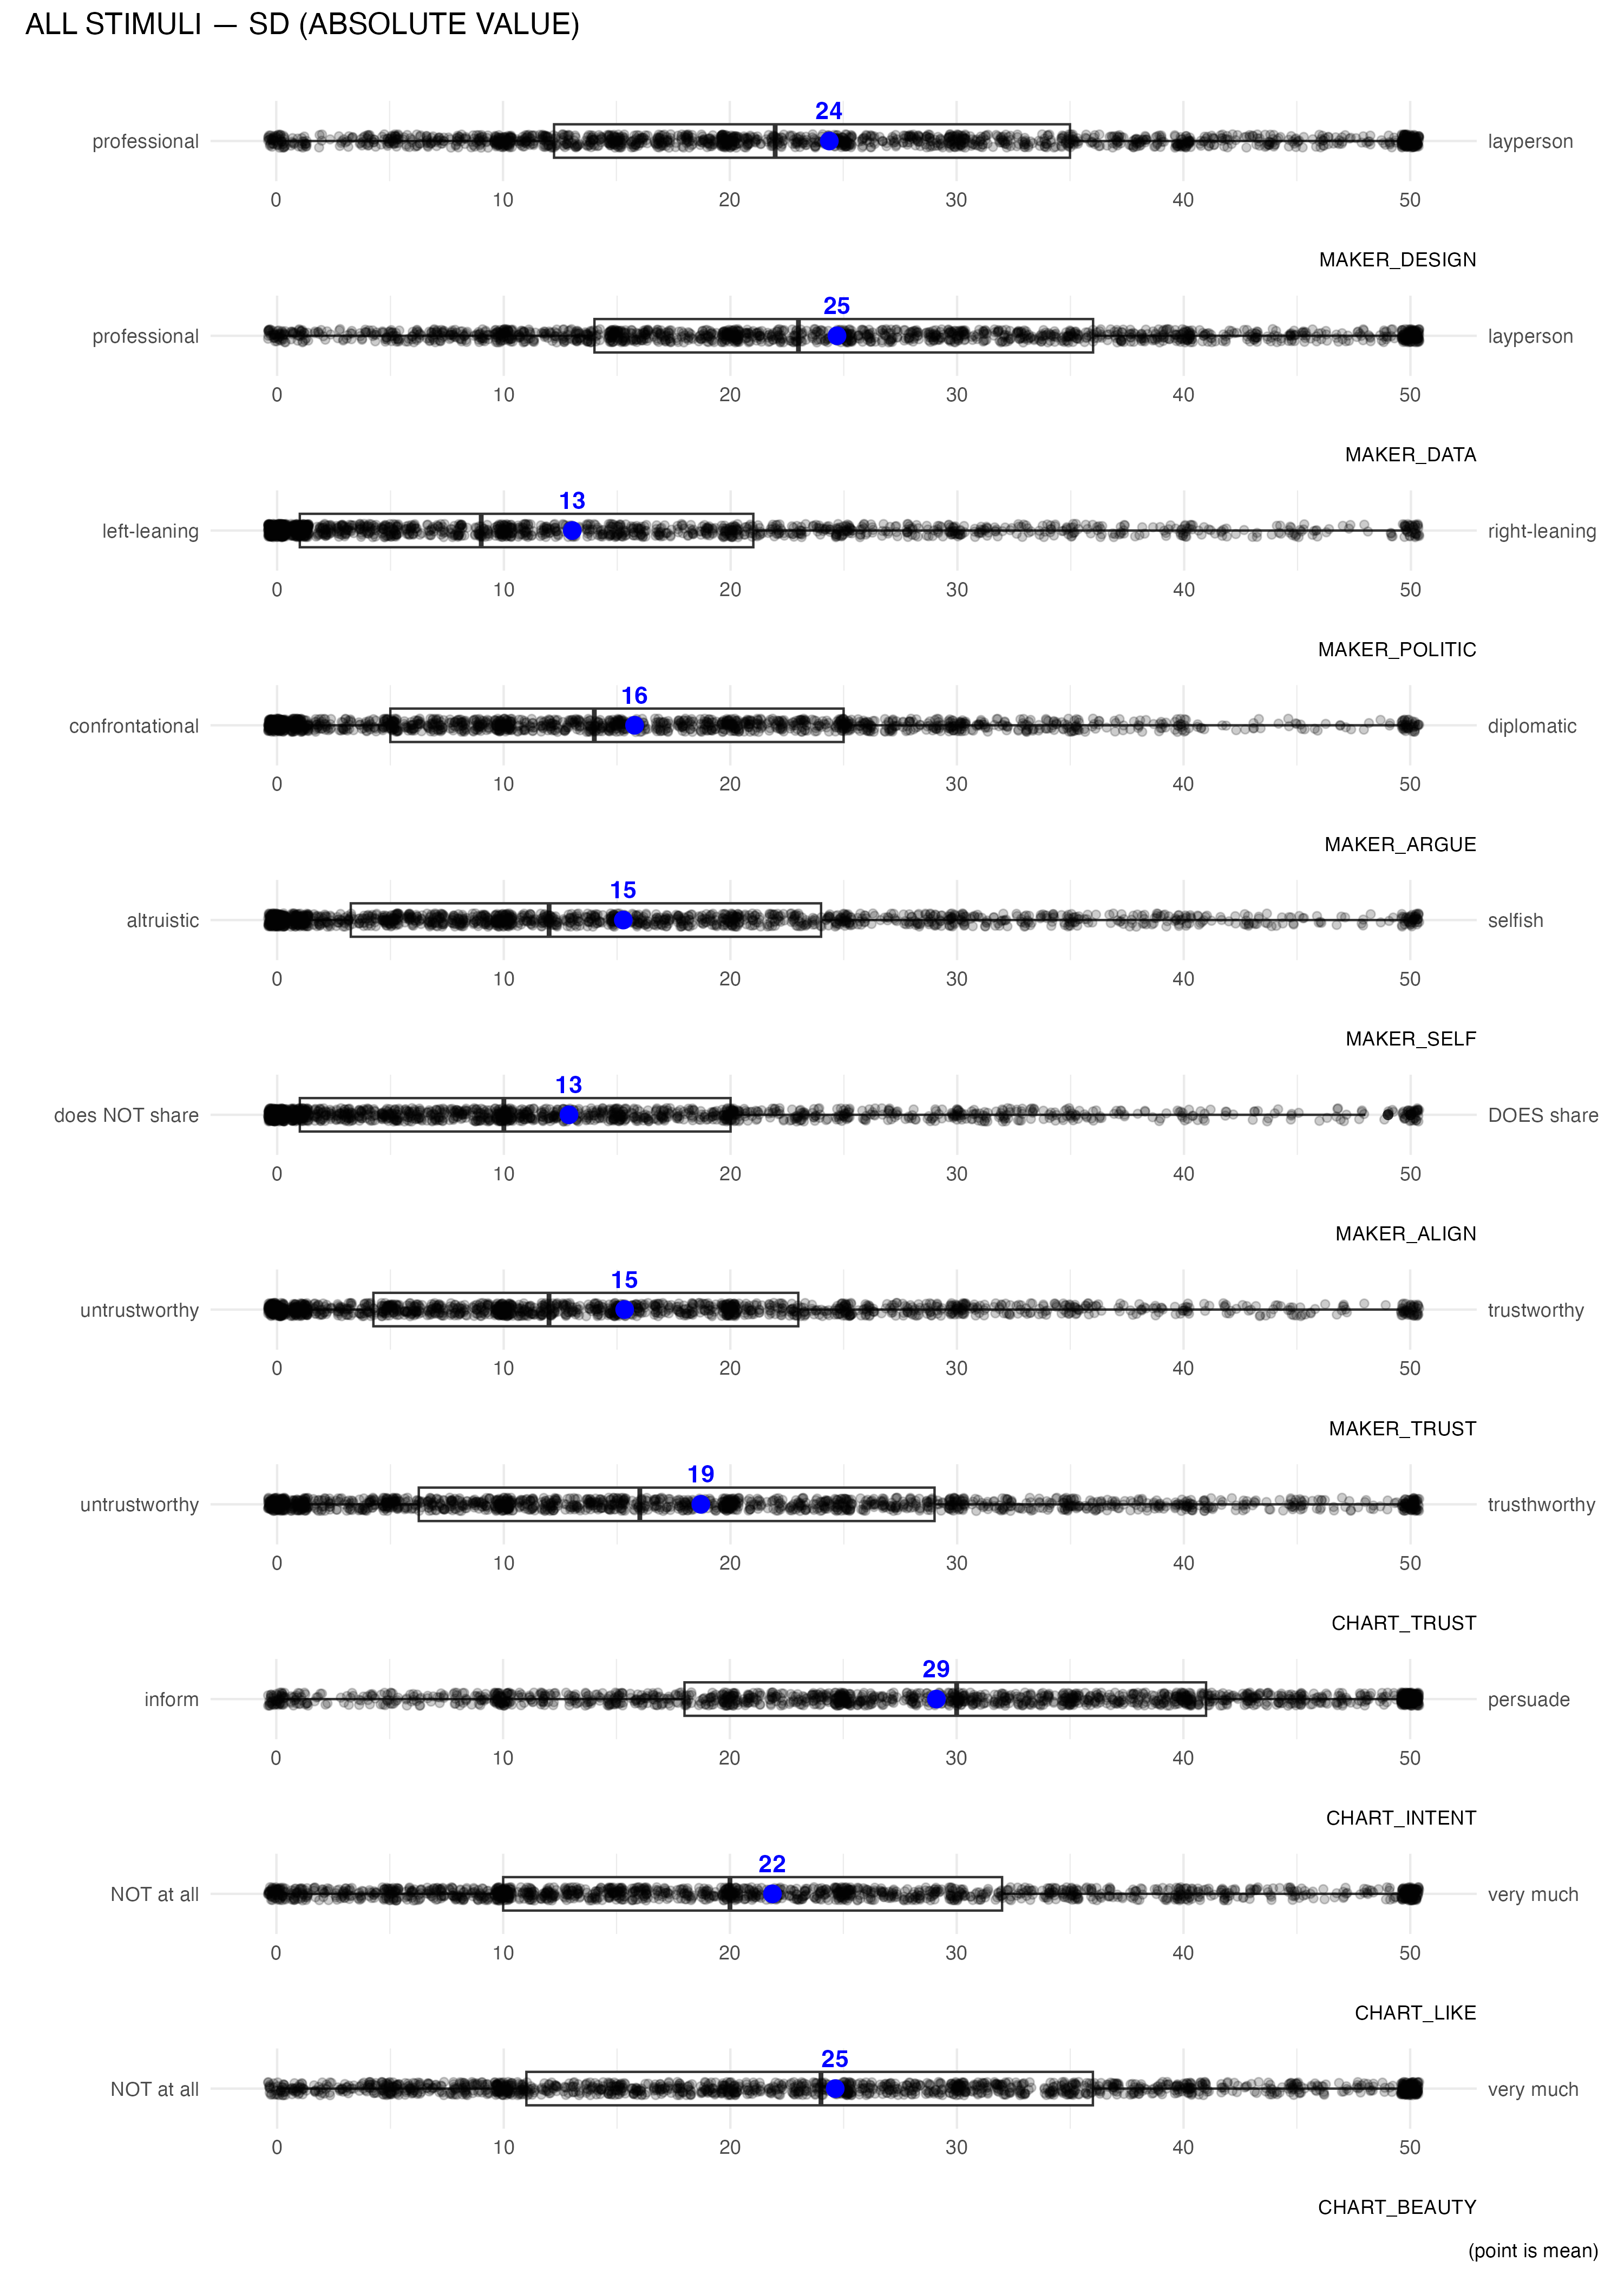 ALL STIMULI — SD (ABSOLUTE VALUE)
24
professional layperson
0 10 20 30 40 50
MAKER_DESIGN
25
professional layperson
0 10 20 30 40 50
MAKER_DATA
13
left-leaning right-leaning
0 10 20 30 40 50
MAKER_POLITIC
16
confrontational diplomatic
0 10 20 30 40 50
MAKER_ARGUE
15
altruistic selfish
0 10 20 30 40 50
MAKER_SELF
13
does NOT share DOES share
0 10 20 30 40 50
MAKER_ALIGN
15
untrustworthy trustworthy
0 10 20 30 40 50
MAKER_TRUST
19
untrustworthy trusthworthy
0 10 20 30 40 50
CHART_TRUST
29
inform persuade
0 10 20 30 40 50
CHART_INTENT
22
NOT at all very much
0 10 20 30 40 50
CHART_LIKE
25
NOT at all very much
0 10 20 30 40 50
CHART_BEAUTY
(point is mean)